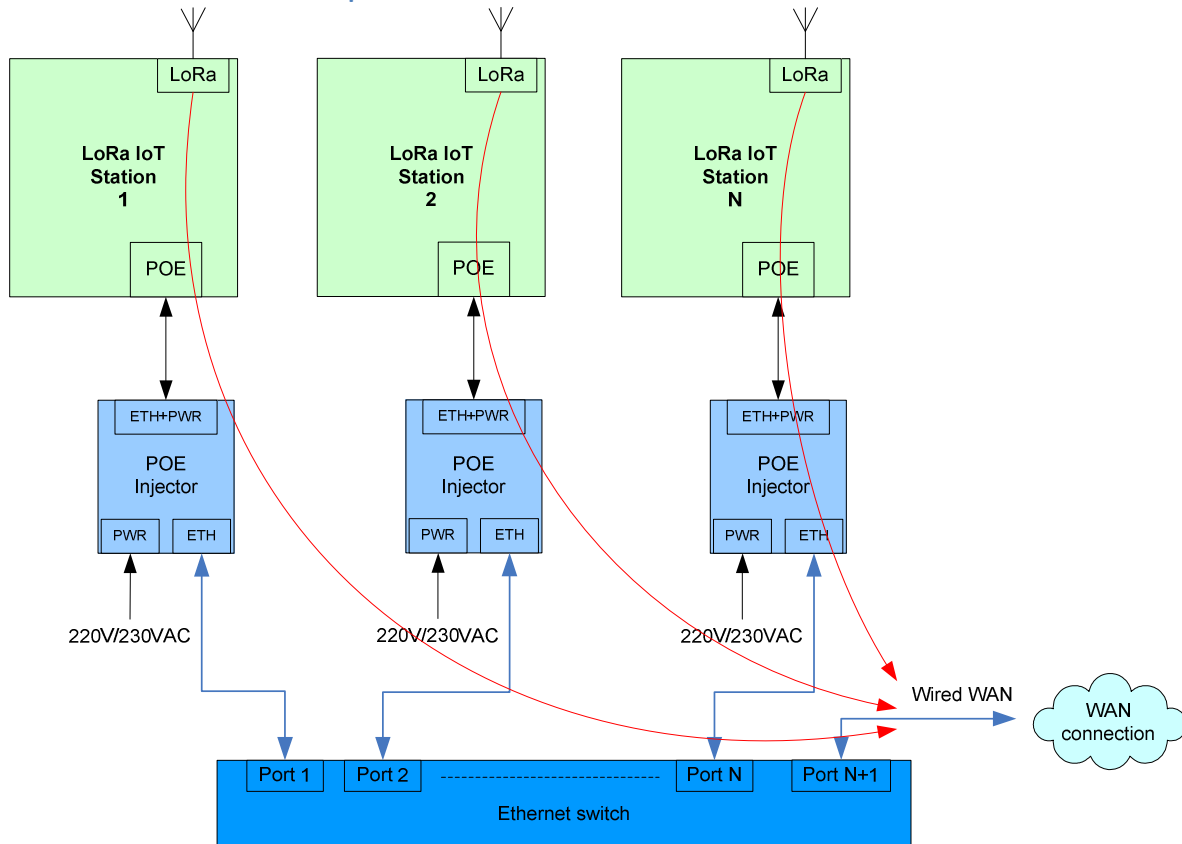 LoRa
LoRa
LoRa
LoRa IoT
Station
1
LoRa IoT
Station
2
LoRa IoT
Station
N
POE
POE
POE
ETH+PWR
ETH+PWR
ETH+PWR
POE
Injector
POE
Injector
POE
Injector
PWR
ETH
PWR
ETH
PWR
ETH
220V/230VAC
220V/230VAC
220V/230VAC
Wired WAN
WAN
connection
Port 1
Port 2
Port N
Port N+1
Ethernet switch